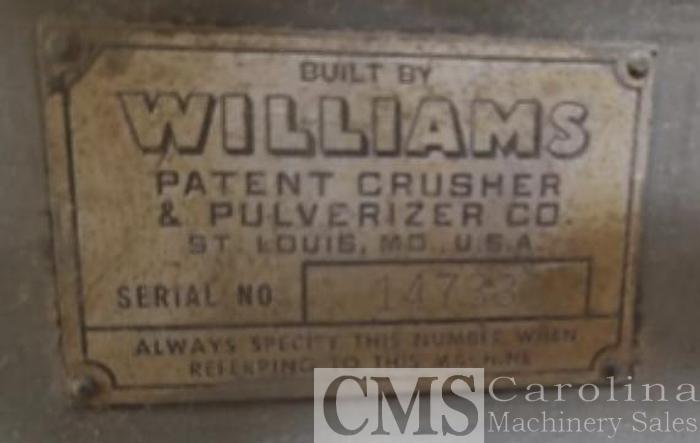 BUILT BY
WILLIAMS
PATENT CRUSHER
& PULVERIZER CO.
ST. LOUIS, MO., U.S.A.
SERIAL NO
ALWAYS SPECIFY THIS NUMBER WHEN
REFERRING TO THIS MACHINE
CMS Carolina
Machinery Sales